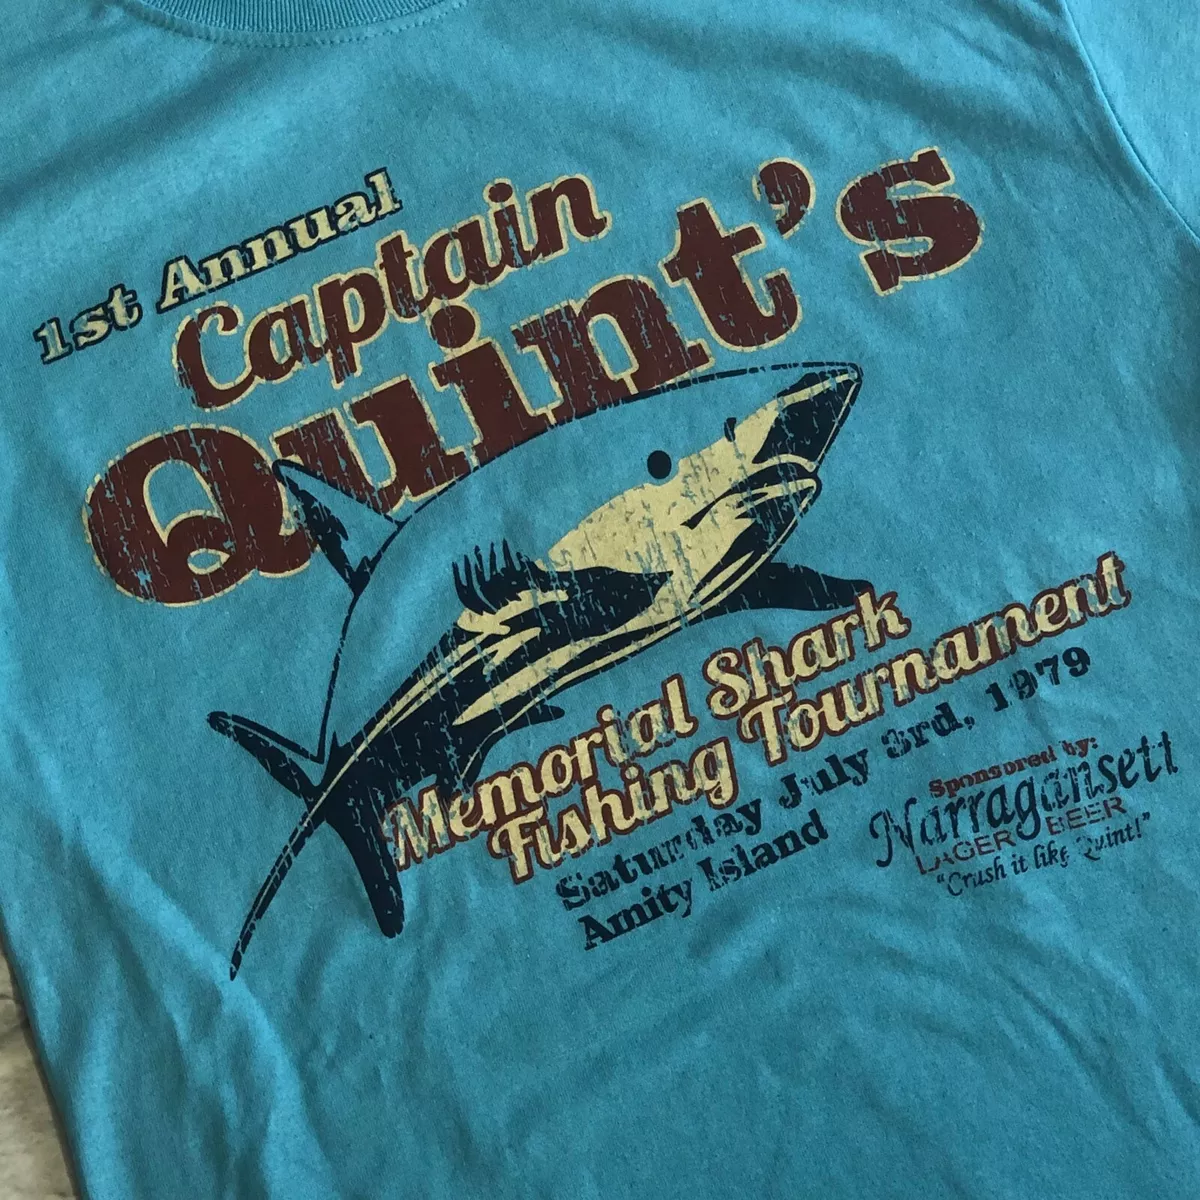 1st Annual
Captain
Quint's
Memorial Shark
Fishing Tournament
Saturday July 3rd, 1979
Amity Island
Sponsored by:
Narragansett
LAGER BEER
"Crush it like Quint!"